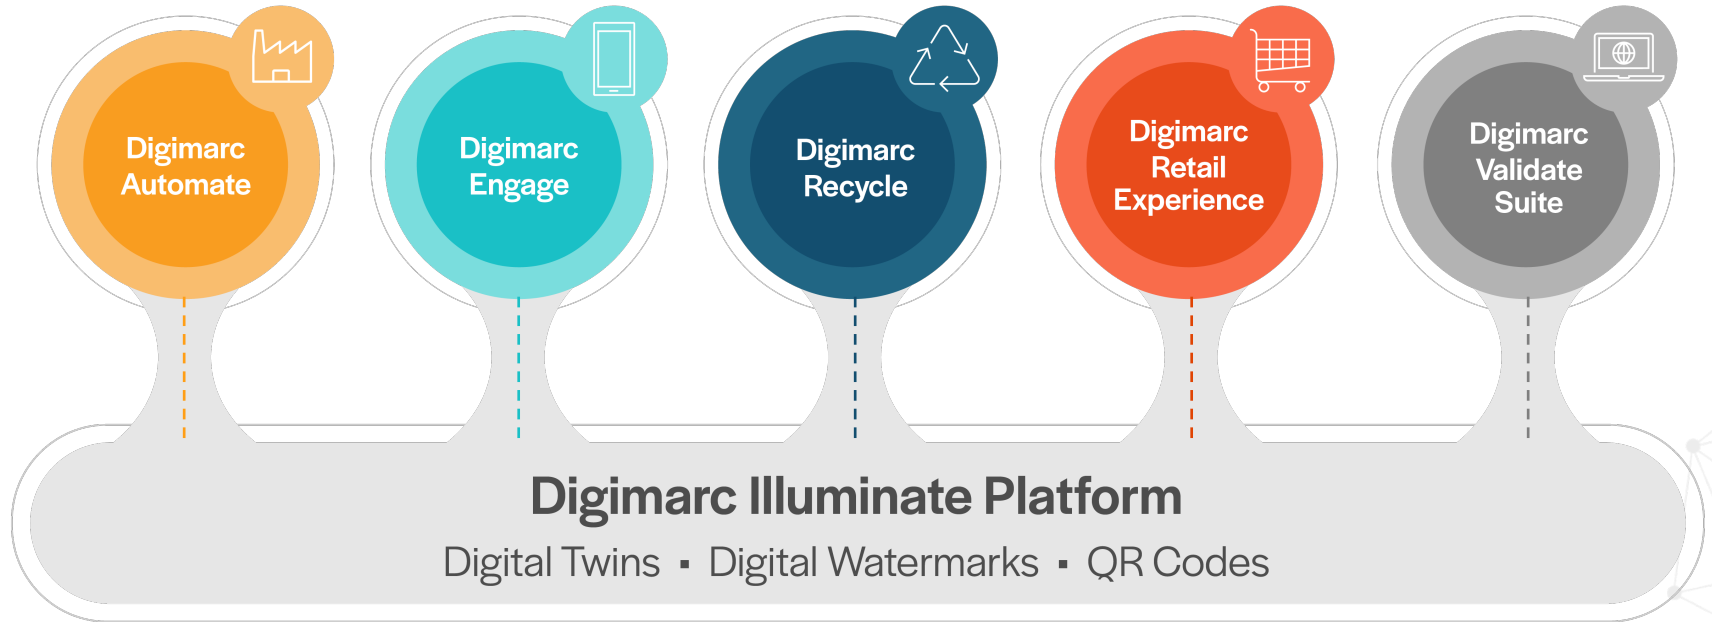 Digimarc
Automate
Digimarc
Engage
Digimarc
Recycle
Digimarc
Retail
Experience
Digimarc
Validate
Suite
Digimarc Illuminate Platform
Digital Twins ▪ Digital Watermarks ▪ QR Codes